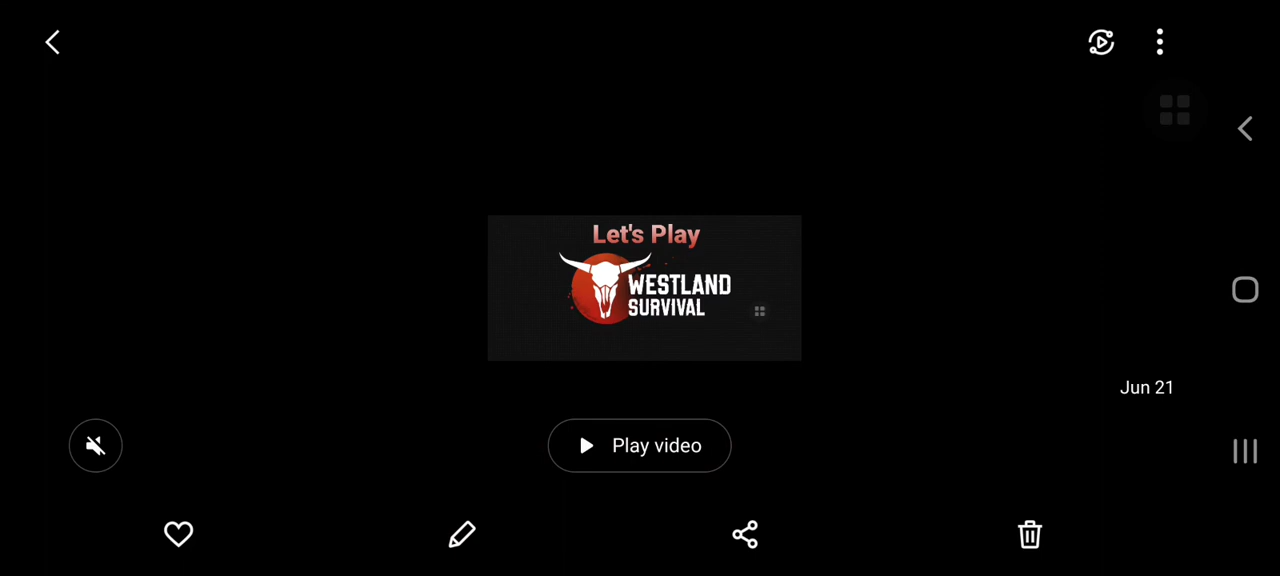 Let's Play
WESTLAND
SURVIVAL
Jun 21
Play video